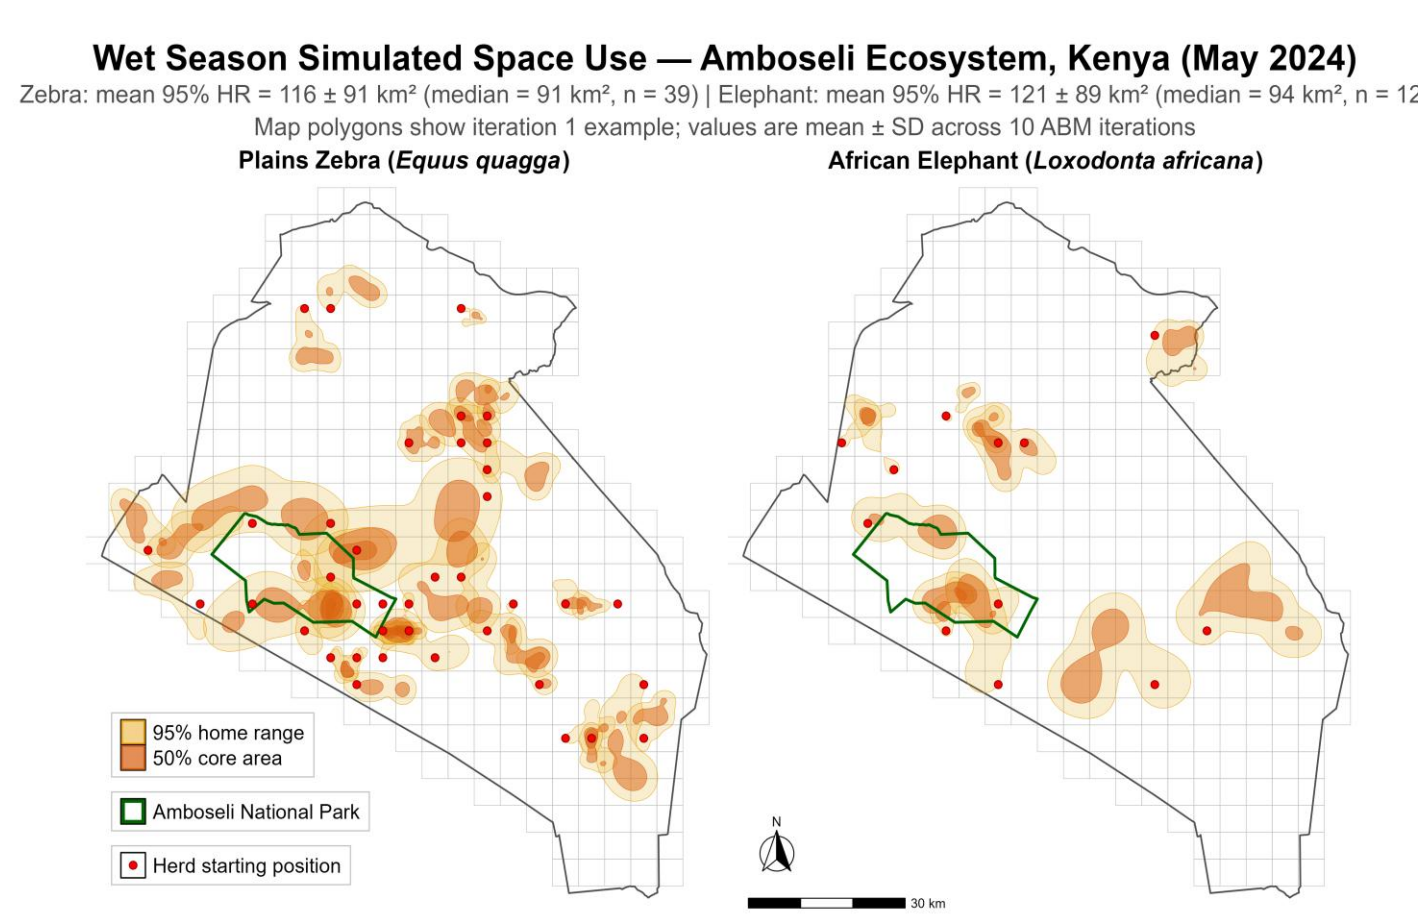 Wet Season Simulated Space Use — Amboseli Ecosystem, Kenya (May 2024)
Zebra: mean 95% HR = 116 ± 91 km² (median = 91 km², n = 39) | Elephant: mean 95% HR = 121 ± 89 km² (median = 94 km², n = 12
Map polygons show iteration 1 example; values are mean ± SD across 10 ABM iterations
Plains Zebra (Equus quagga)
African Elephant (Loxodonta africana)
95% home range
50% core area
Amboseli National Park
Herd starting position
N
30 km